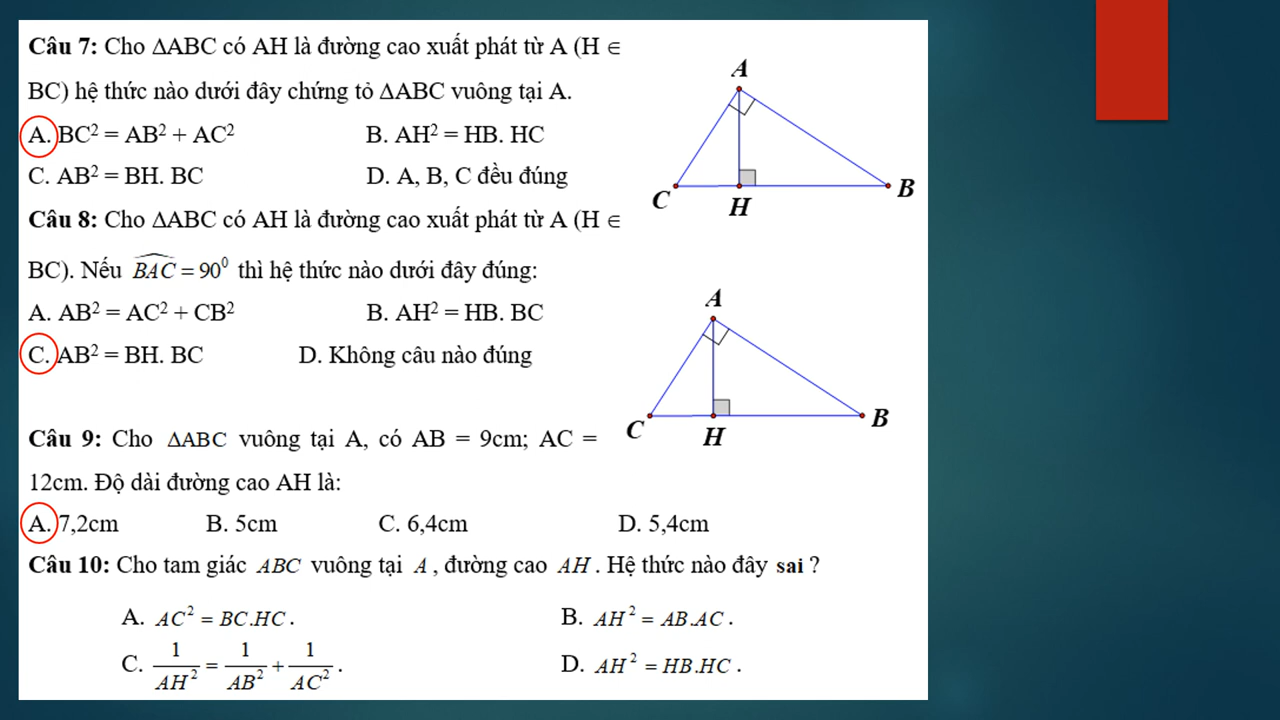 Câu 7: Cho ΔABC có AH là đường cao xuất phát từ A (H ∈
BC) hệ thức nào dưới đây chứng tỏ ΔABC vuông tại A.
A. BC² = AB² + AC² B. AH² = HB. HC
C. AB² = BH. BC D. A, B, C đều đúng
A
C
H
B
Câu 8: Cho ΔABC có AH là đường cao xuất phát từ A (H ∈
BC). Nếu \widehat{BAC} = 90⁰ thì hệ thức nào dưới đây đúng:
A. AB² = AC² + CB² B. AH² = HB. BC
C. AB² = BH. BC D. Không câu nào đúng
A
C
H
B
Câu 9: Cho ΔABC vuông tại A, có AB = 9cm; AC =
12cm. Độ dài đường cao AH là:
A. 7,2cm B. 5cm C. 6,4cm D. 5,4cm
Câu 10: Cho tam giác ABC vuông tại A, đường cao AH. Hệ thức nào đây sai ?
A. AC² = BC.HC. B. AH² = AB.AC.
C. 1/AH² = 1/AB² + 1/AC². D. AH² = HB.HC.